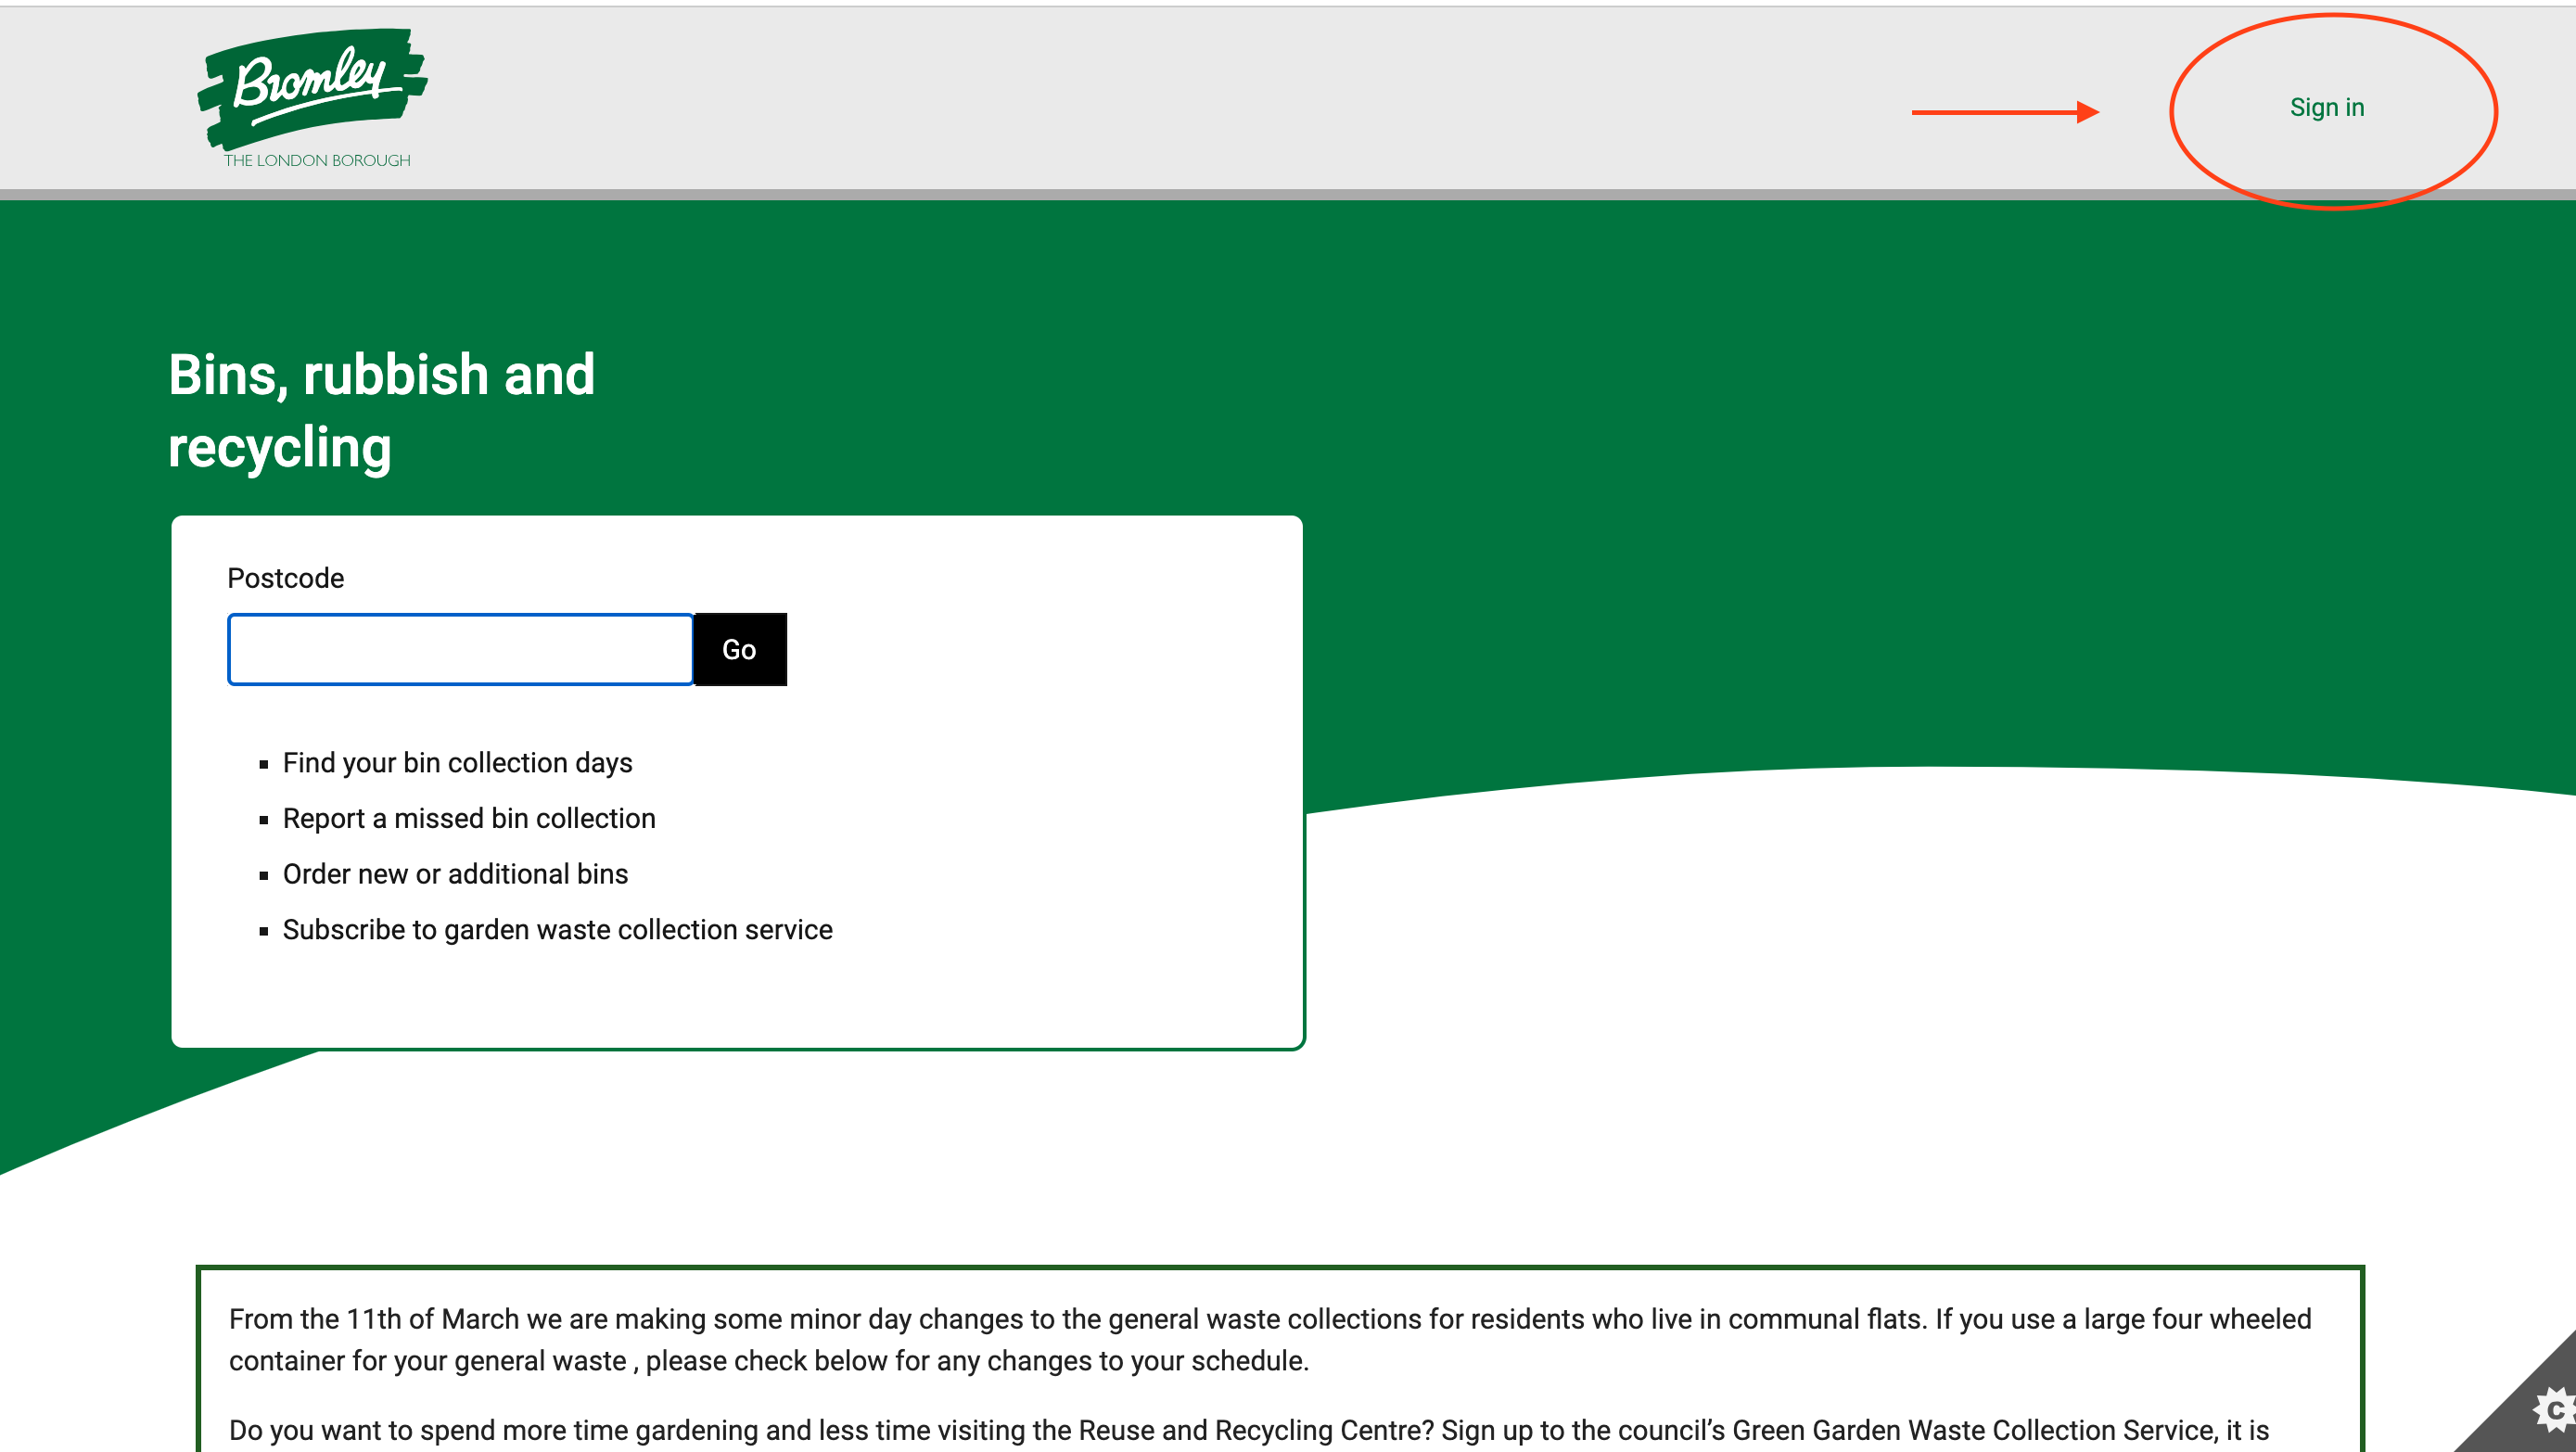 Bromley
THE LONDON BOROUGH
Sign in
Bins, rubbish and
recycling
Postcode
Go
Find your bin collection days
Report a missed bin collection
Order new or additional bins
Subscribe to garden waste collection service
From the 11th of March we are making some minor day changes to the general waste collections for residents who live in communal flats. If you use a large four wheeled
container for your general waste , please check below for any changes to your schedule.
Do you want to spend more time gardening and less time visiting the Reuse and Recycling Centre? Sign up to the council’s Green Garden Waste Collection Service, it is
C